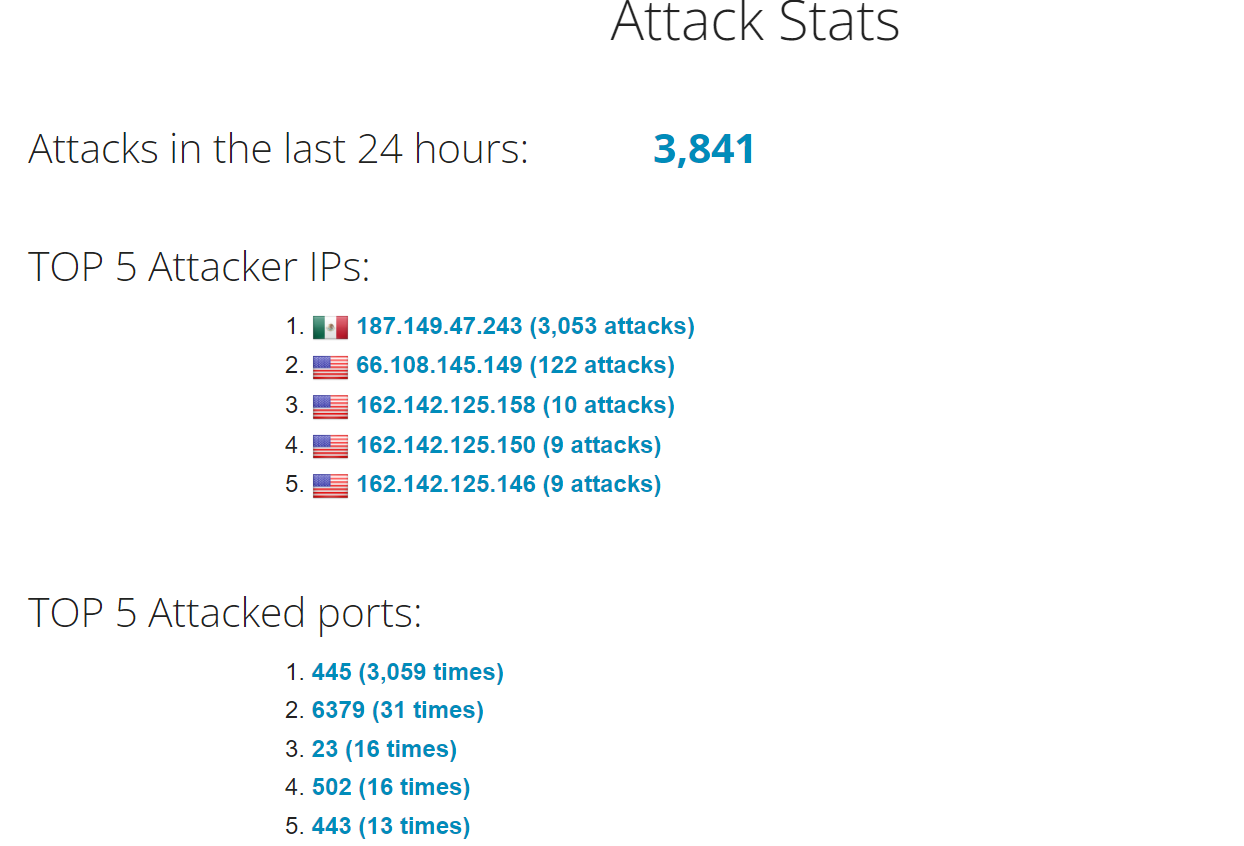 Attack Stats
Attacks in the last 24 hours: 3,841
TOP 5 Attacker IPs:
1. 187.149.47.243 (3,053 attacks)
2. 66.108.145.149 (122 attacks)
3. 162.142.125.158 (10 attacks)
4. 162.142.125.150 (9 attacks)
5. 162.142.125.146 (9 attacks)
TOP 5 Attacked ports:
1. 445 (3,059 times)
2. 6379 (31 times)
3. 23 (16 times)
4. 502 (16 times)
5. 443 (13 times)